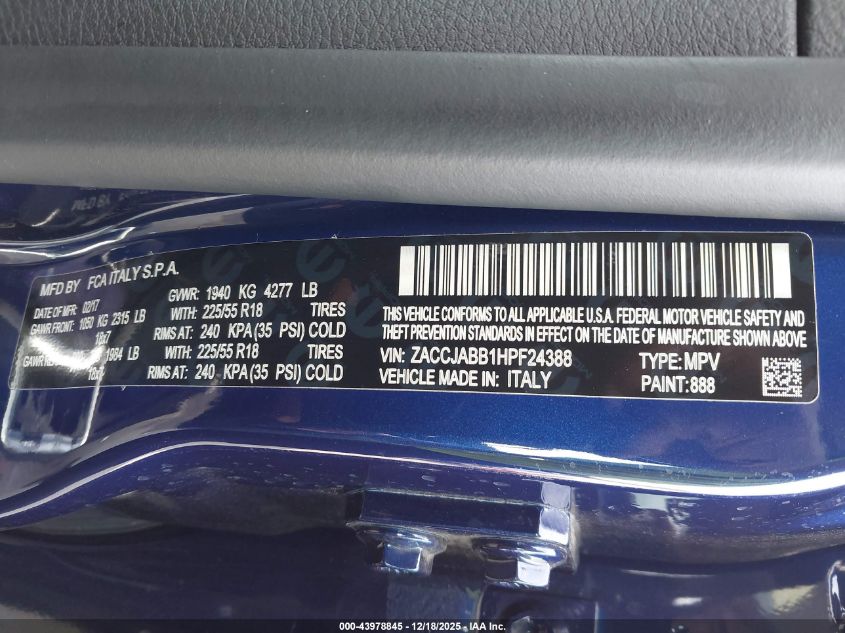 MFD BY FCA ITALY S.P.A.
DATE OF MFR: 02/17 GVWR: 1940 KG 4277 LB
GAWR FRONT: 1050 KG 2315 LB WITH: 225/55 R18 TIRES
18x7 RIMS AT: 240 KPA(35 PSI) COLD
GAWR 1984 LB WITH: 225/55 R18 TIRES
RIMS AT: 240 KPA(35 PSI) COLD
THIS VEHICLE CONFORMS TO ALL APPLICABLE U.S.A. FEDERAL MOTOR VEHICLE SAFETY AND
THEFT PREVENTION STANDARDS IN EFFECT ON THE DATE OF MANUFACTURE SHOWN ABOVE
VIN: ZACCJABB1HPF24388 TYPE: MPV
VEHICLE MADE IN: ITALY PAINT: 888
000-43978845 - 12/18/2025 - IAA Inc.